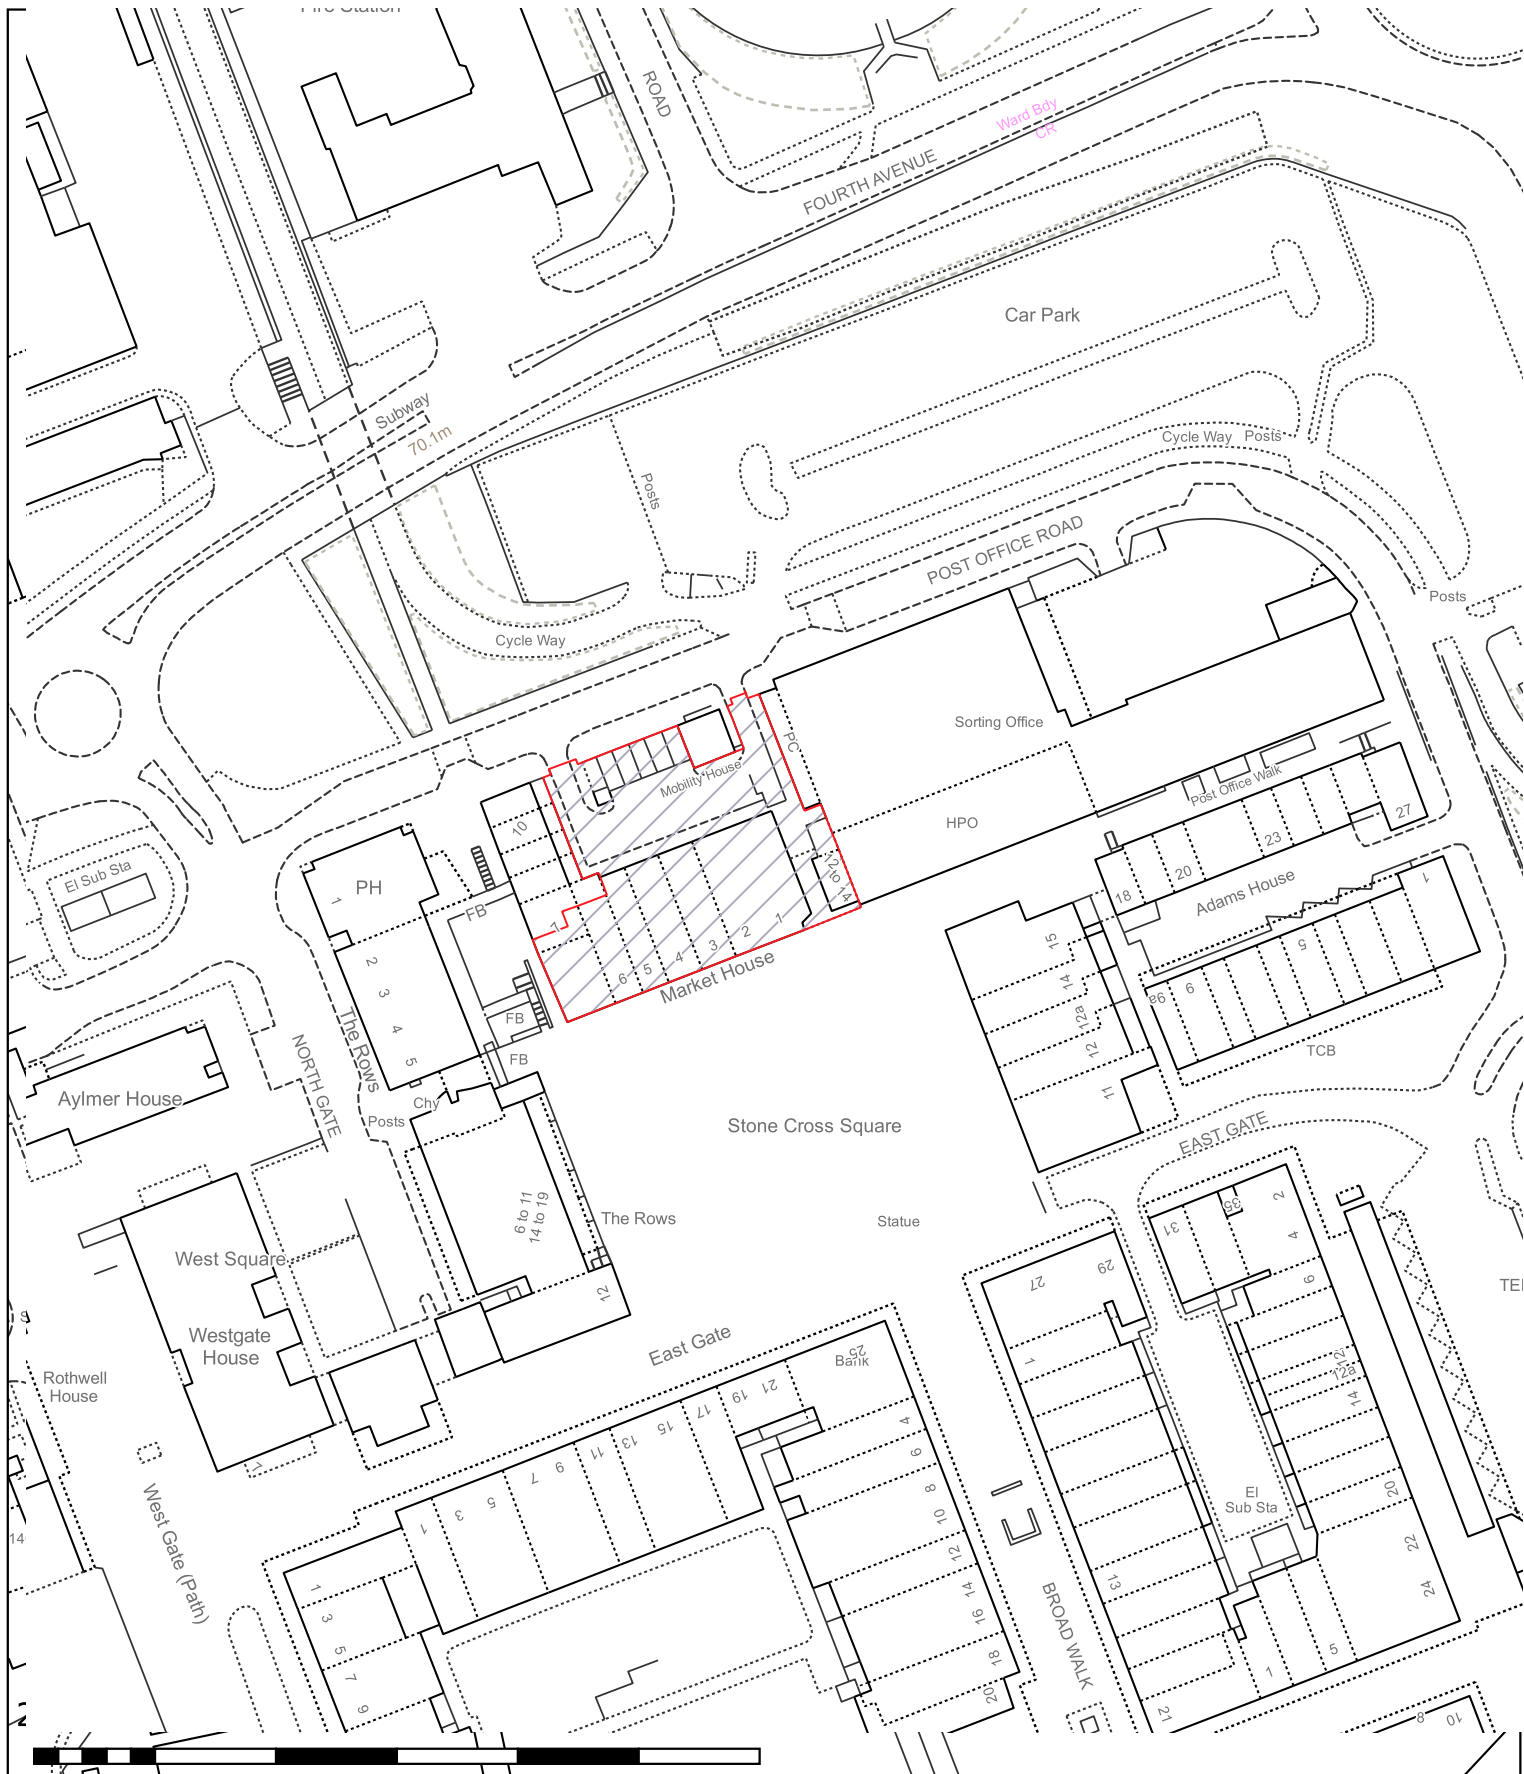 Fire Station
ROAD
Ward Bdy
CR
FOURTH AVENUE
Car Park
Subway
70.1m
Cycle Way
Posts
Posts
POST OFFICE ROAD
Posts
Cycle Way
Sorting Office
PC
Mobility House
Post Office Walk
HPO
10
27
23
20
18
Adams House
1
El Sub Sta
PH
1
FB
12 to 14
7
1
2
3
4
5
6
Market House
2
3
4
5
The Rows
FB
FB
15
14
12a
12
11
5
9
9a
TCB
NORTH GATE
Aylmer House
Chy
Posts
Stone Cross Square
EAST GATE
6 to 11
14 to 19
The Rows
Statue
12
31
35
2
4
6
West Square
Westgate
House
27
29
TE
East Gate
Bank
25
1
12
12a
14
Rothwell
House
21
19
17
15
13
11
9
7
5
3
1
4
6
8
10
12
14
16
18
20
1
El
Sub Sta
20
22
24
West Gate (Path)
14
13
BROAD WALK
1
3
5
7
9
1
5
21
8
10